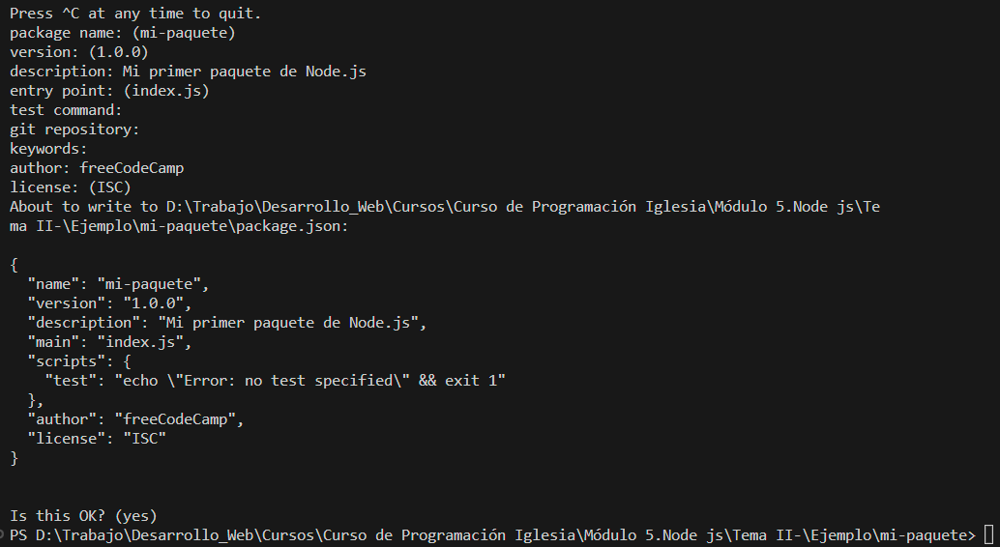 Press ^C at any time to quit.
package name: (mi-paquete)
version: (1.0.0)
description: Mi primer paquete de Node.js
entry point: (index.js)
test command:
git repository:
keywords:
author: freeCodeCamp
license: (ISC)
About to write to D:\Trabajo\Desarrollo_Web\Cursos\Curso de Programación Iglesia\Módulo 5.Node js\Te
ma II-\Ejemplo\mi-paquete\package.json:

{
  "name": "mi-paquete",
  "version": "1.0.0",
  "description": "Mi primer paquete de Node.js",
  "main": "index.js",
  "scripts": {
    "test": "echo \"Error: no test specified\" && exit 1"
  },
  "author": "freeCodeCamp",
  "license": "ISC"
}

Is this OK? (yes)
PS D:\Trabajo\Desarrollo_Web\Cursos\Curso de Programación Iglesia\Módulo 5.Node js\Tema II-\Ejemplo\mi-paquete>